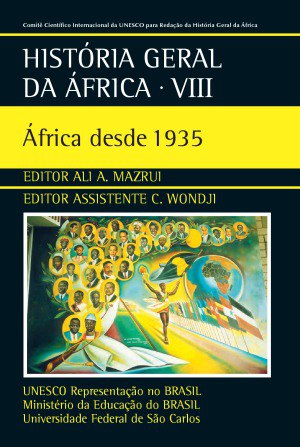 Comitê Científico Internacional da UNESCO para Redação da História Geral da África
HISTÓRIA GERAL
DA ÁFRICA · VIII
África desde 1935
EDITOR ALI A. MAZRUI
EDITOR ASSISTENTE C. WONDJI
UNESCO Representação no BRASIL
Ministério da Educação do BRASIL
Universidade Federal de São Carlos